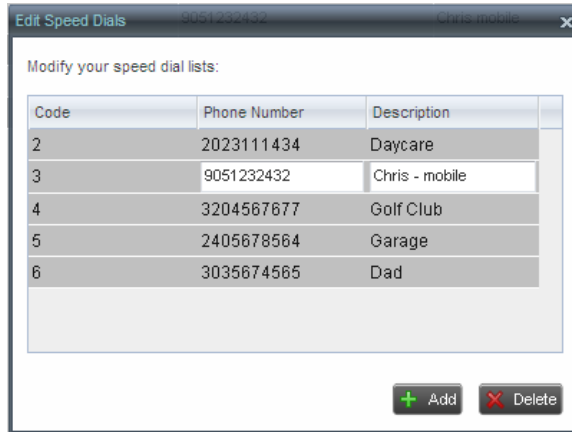 Edit Speed Dials 9051232432 Chris mobile x
Modify your speed dial lists:
Code Phone Number Description
2 2023111434 Daycare
3 9051232432 Chris - mobile
4 3204567677 Golf Club
5 2405678564 Garage
6 3035674565 Dad
Add Delete